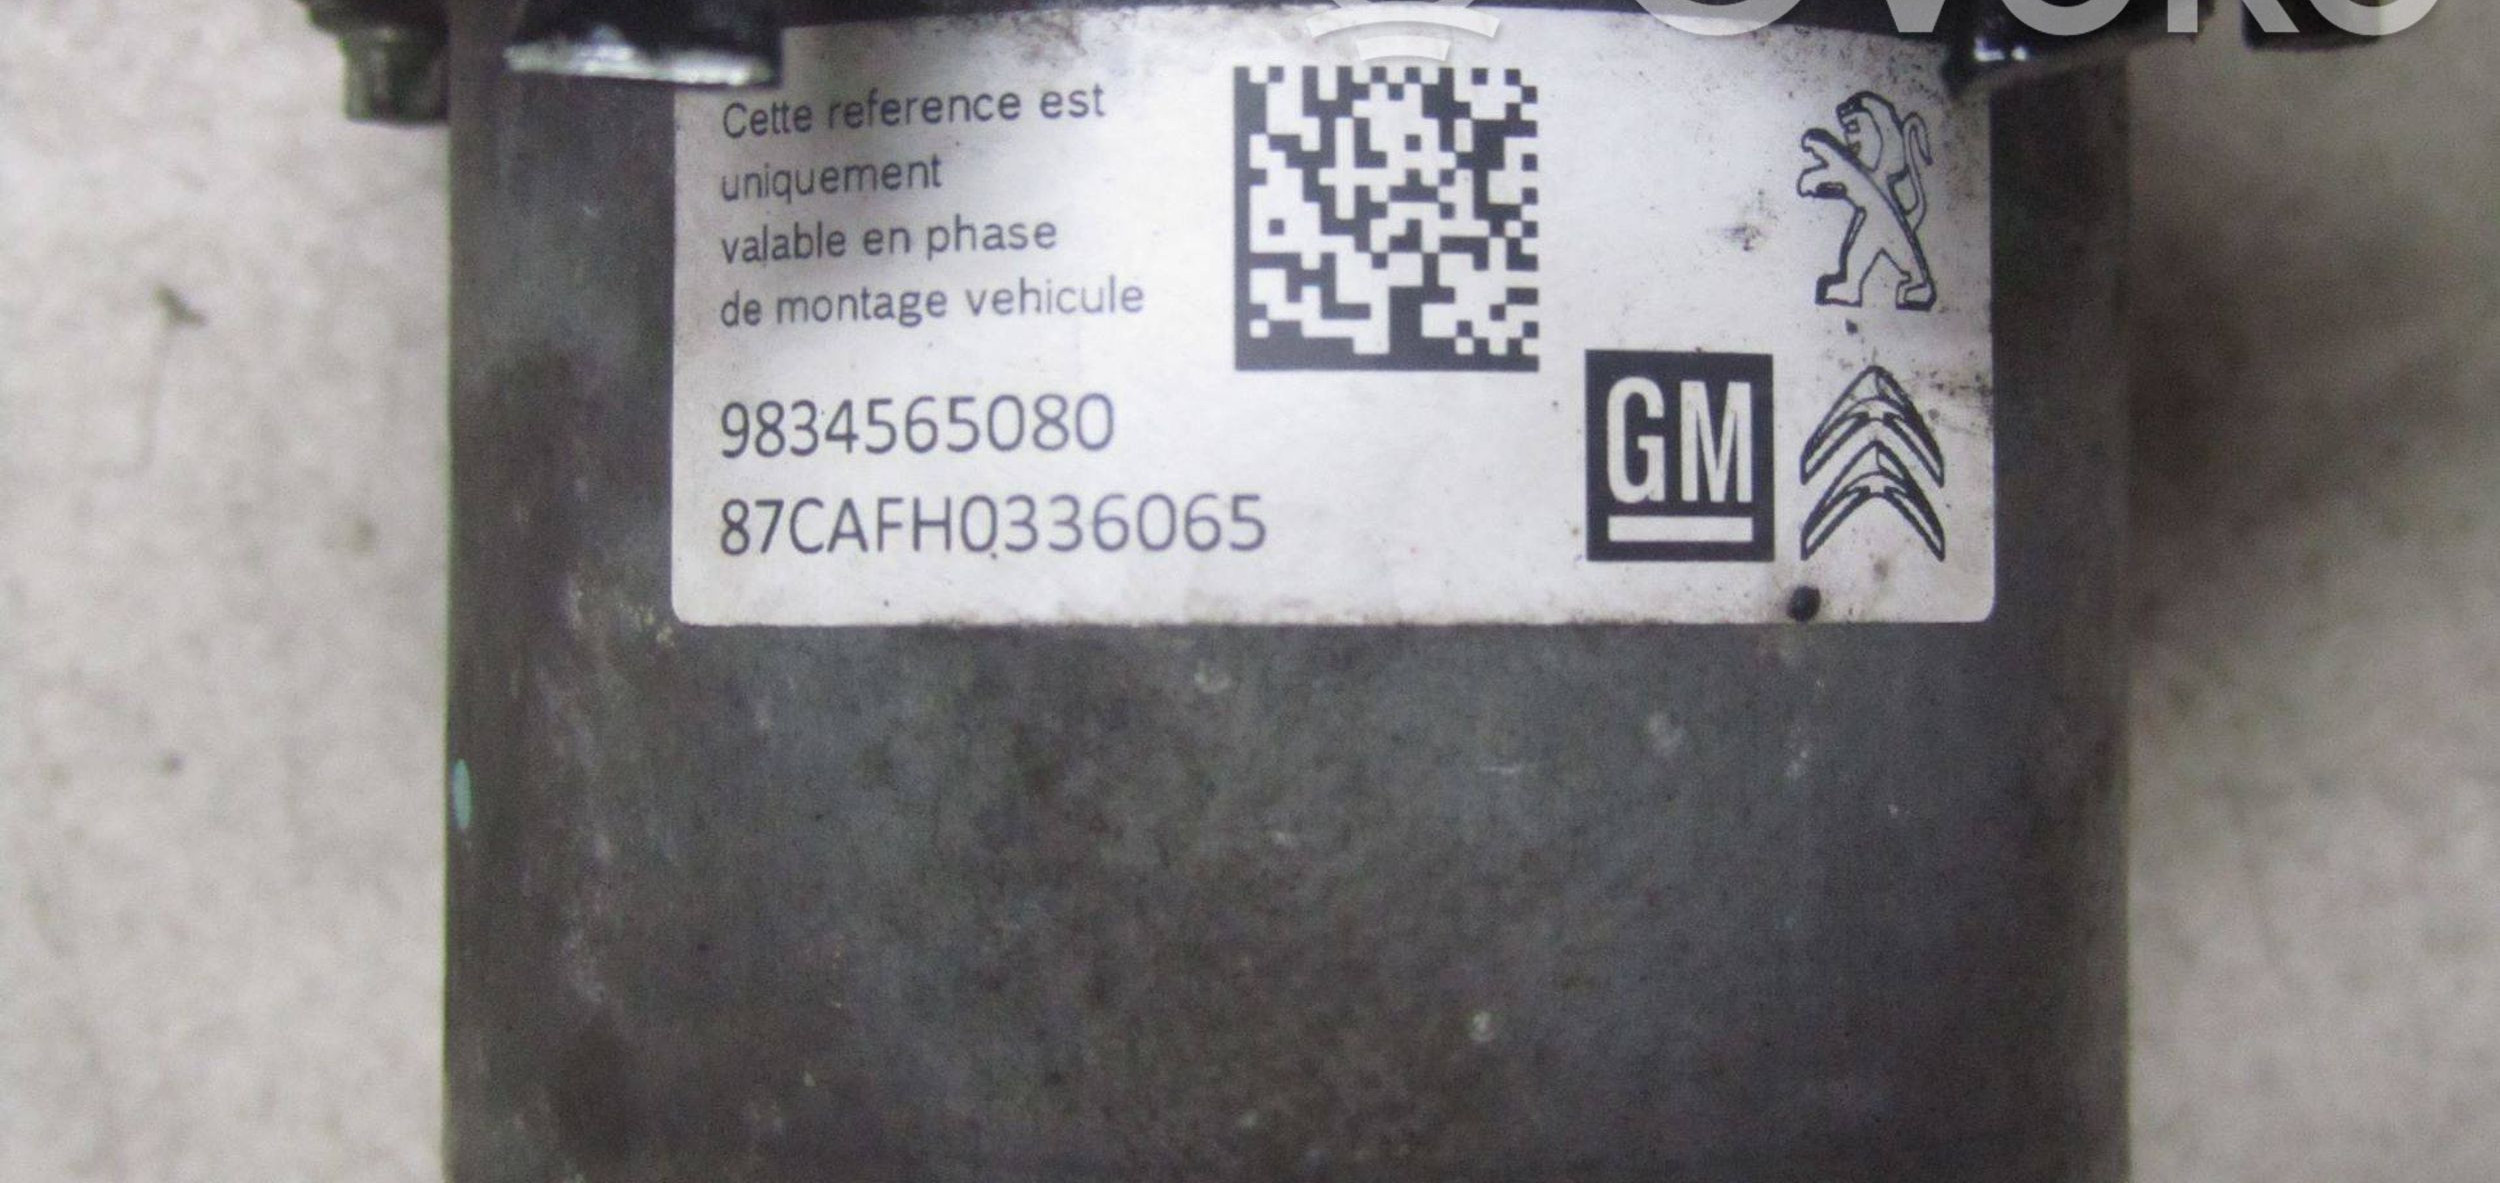 Cette reference est
uniquement
valable en phase
de montage vehicule
9834565080
87CAFH0336065
GM